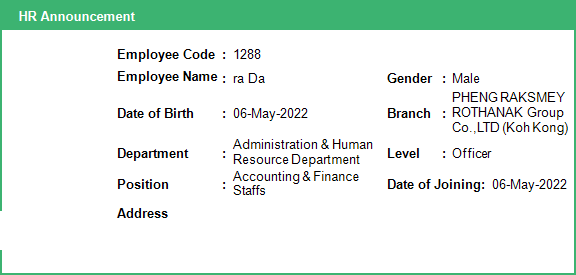 HR Announcement
Employee Code : 1288
Employee Name : ra Da Gender : Male
Date of Birth : 06-May-2022 Branch : PHENG RAKSMEY
ROTHANAK Group
Co.,LTD (Koh Kong)
Department : Administration & Human
Resource Department Level : Officer
Position : Accounting & Finance
Staffs Date of Joining: 06-May-2022
Address